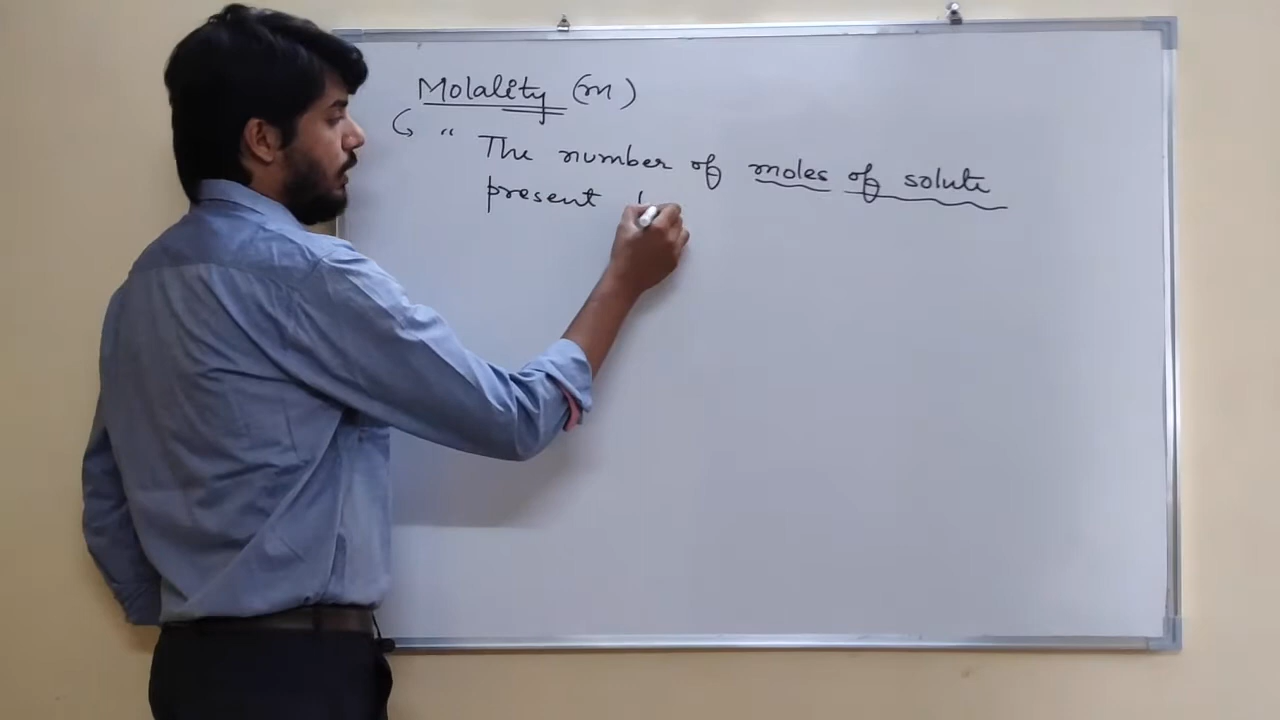 Molality (m)
“ The number of moles of solute
present